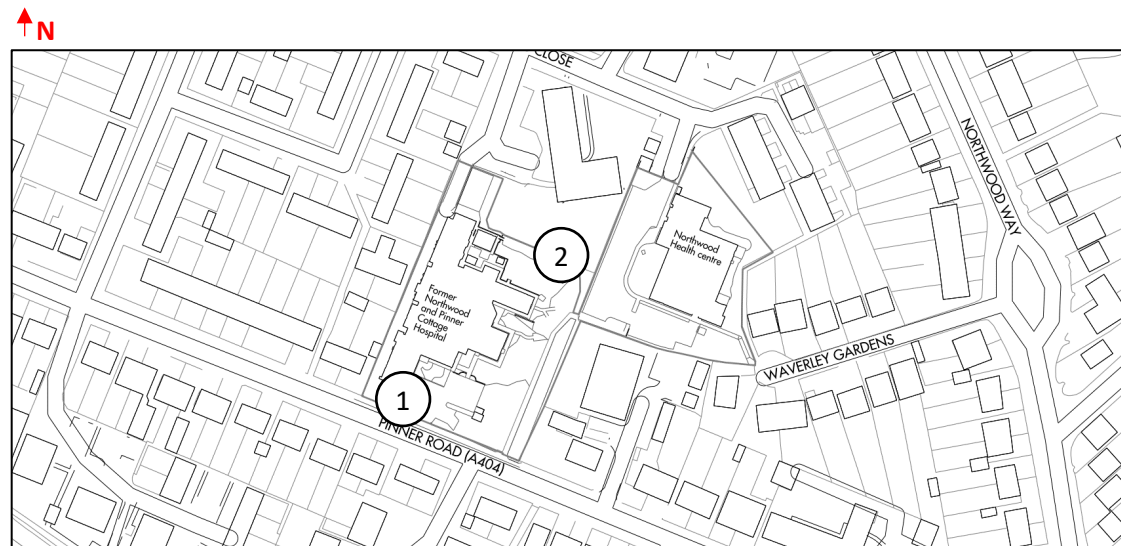 N
CLOSE
NORTHWOOD WAY
Northwood
Health centre
2
Former
Northwood
and Pinner
Cottage
Hospital
WAVERLEY GARDENS
1
PINNER ROAD (A404)